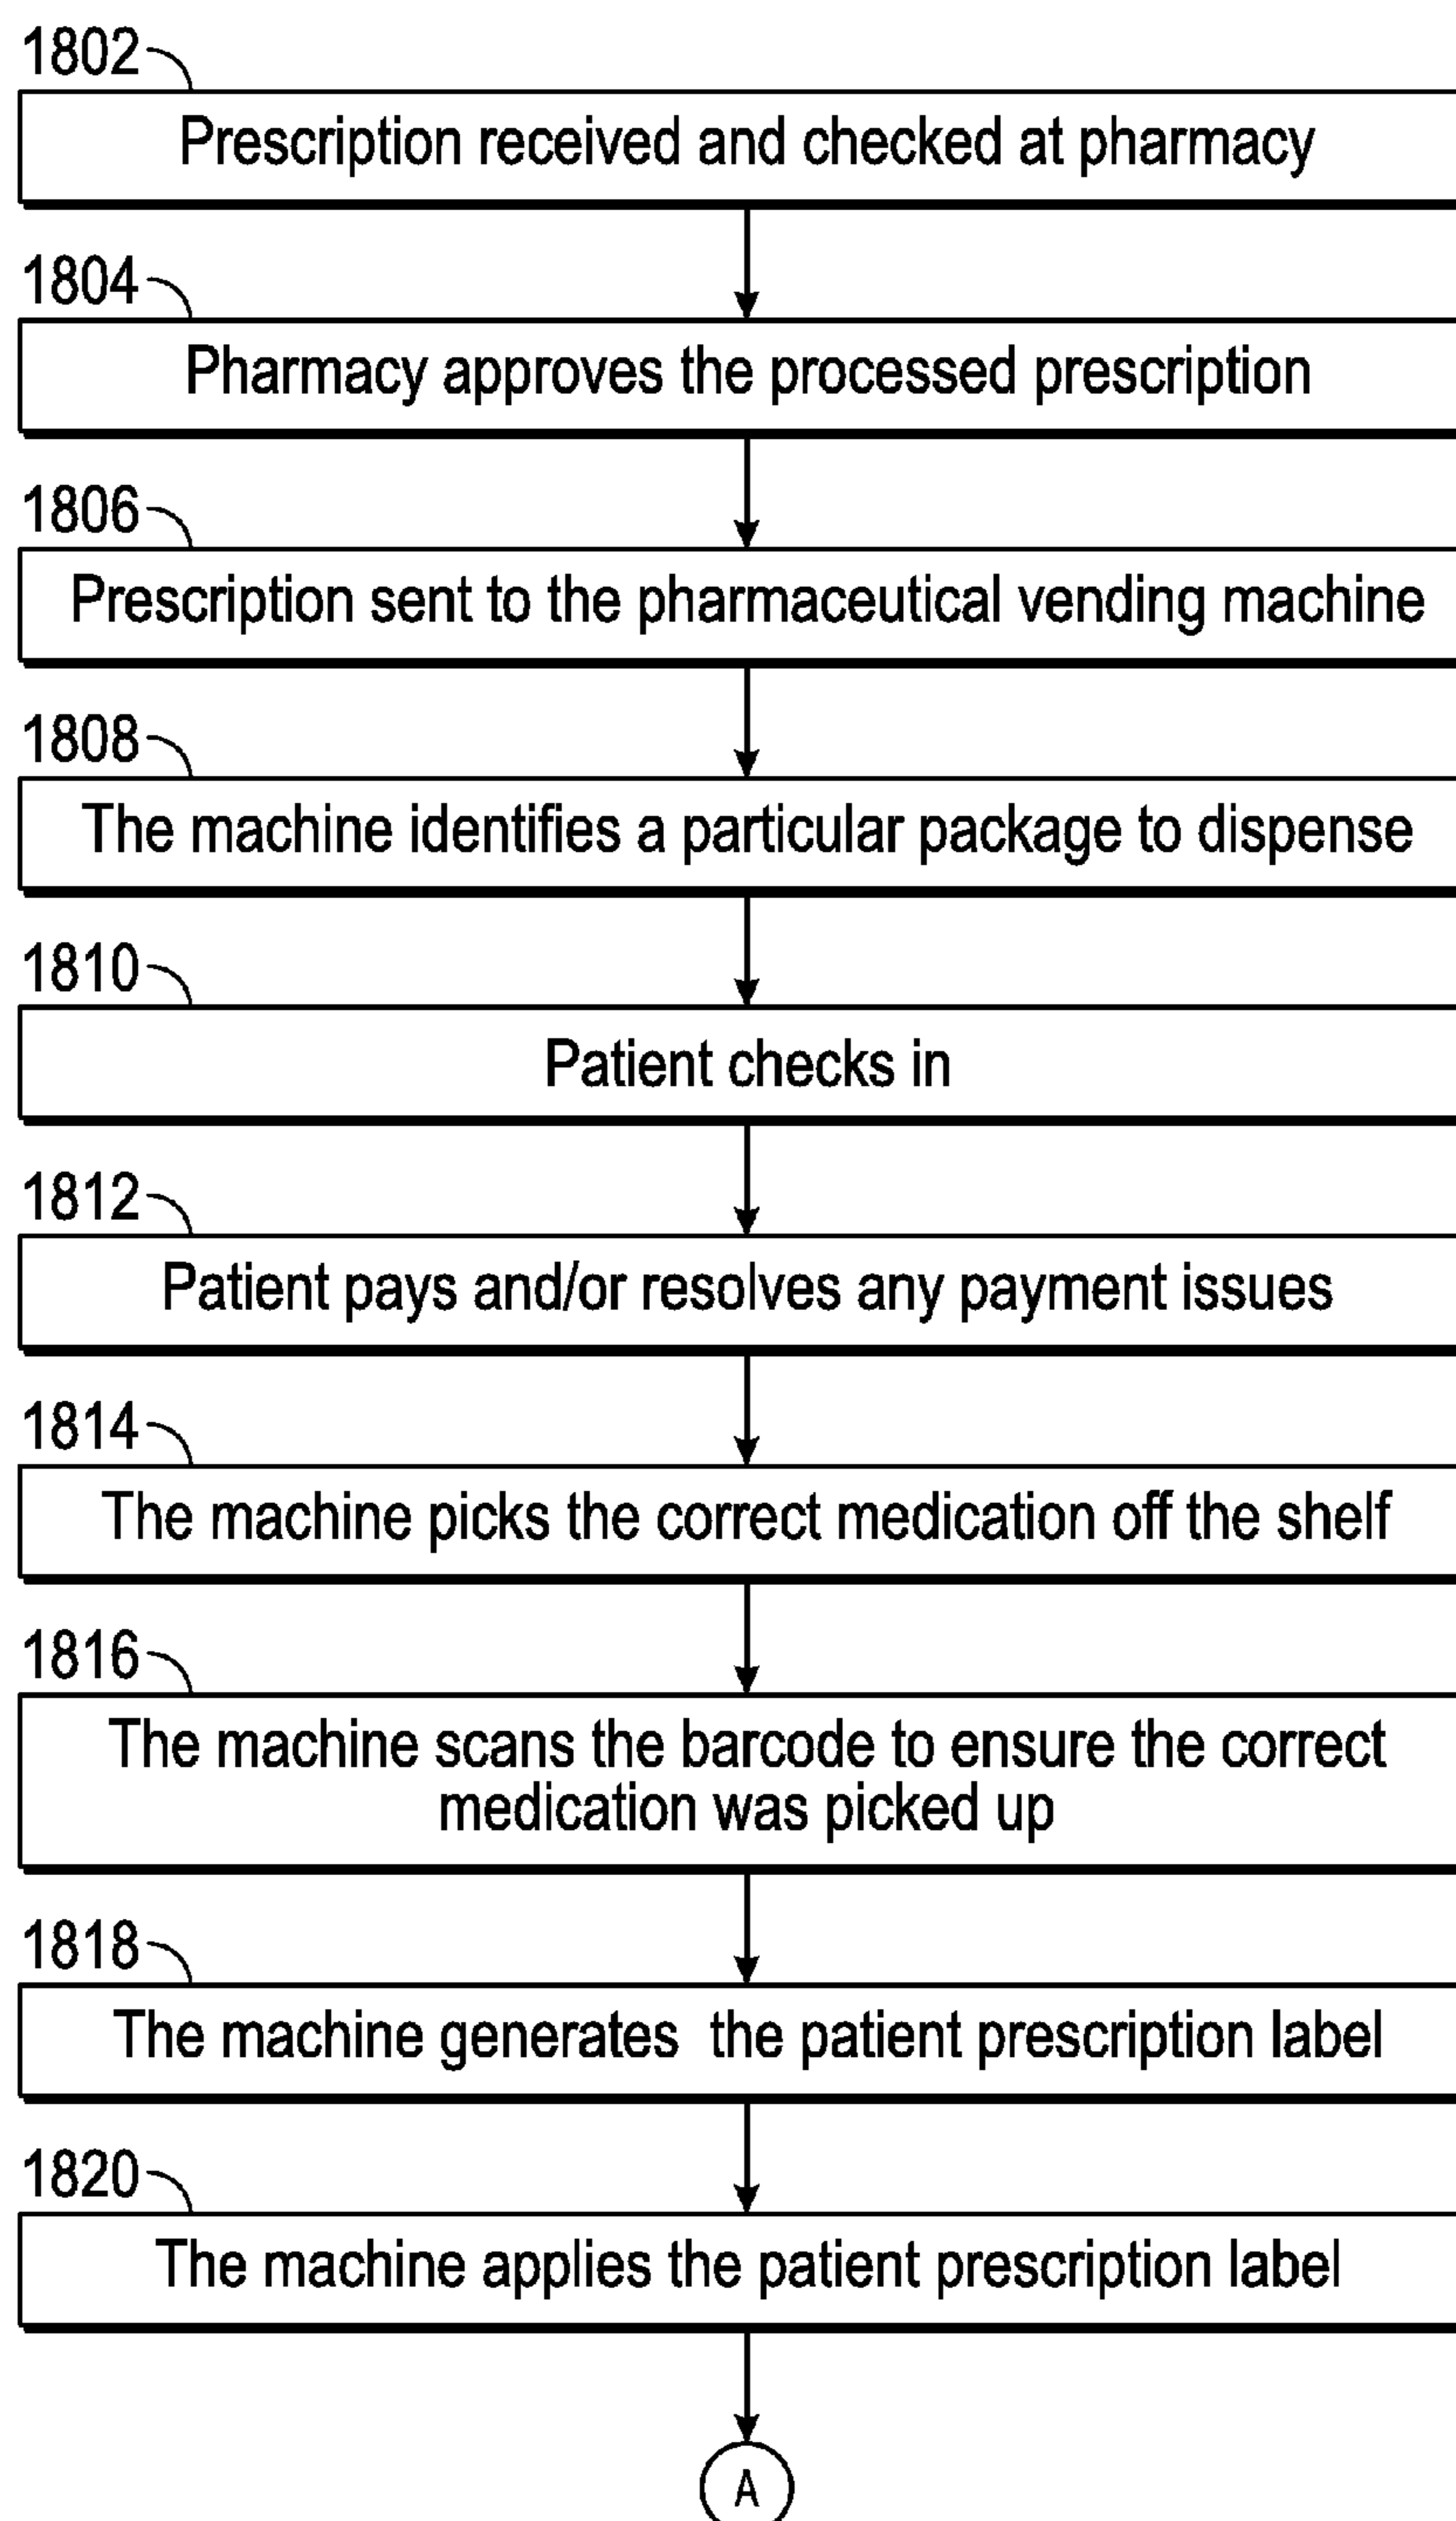 1802
Prescription received and checked at pharmacy
1804
Pharmacy approves the processed prescription
1806
Prescription sent to the pharmaceutical vending machine
1808
The machine identifies a particular package to dispense
1810
Patient checks in
1812
Patient pays and/or resolves any payment issues
1814
The machine picks the correct medication off the shelf
1816
The machine scans the barcode to ensure the correct
medication was picked up
1818
The machine generates  the patient prescription label
1820
The machine applies the patient prescription label
A